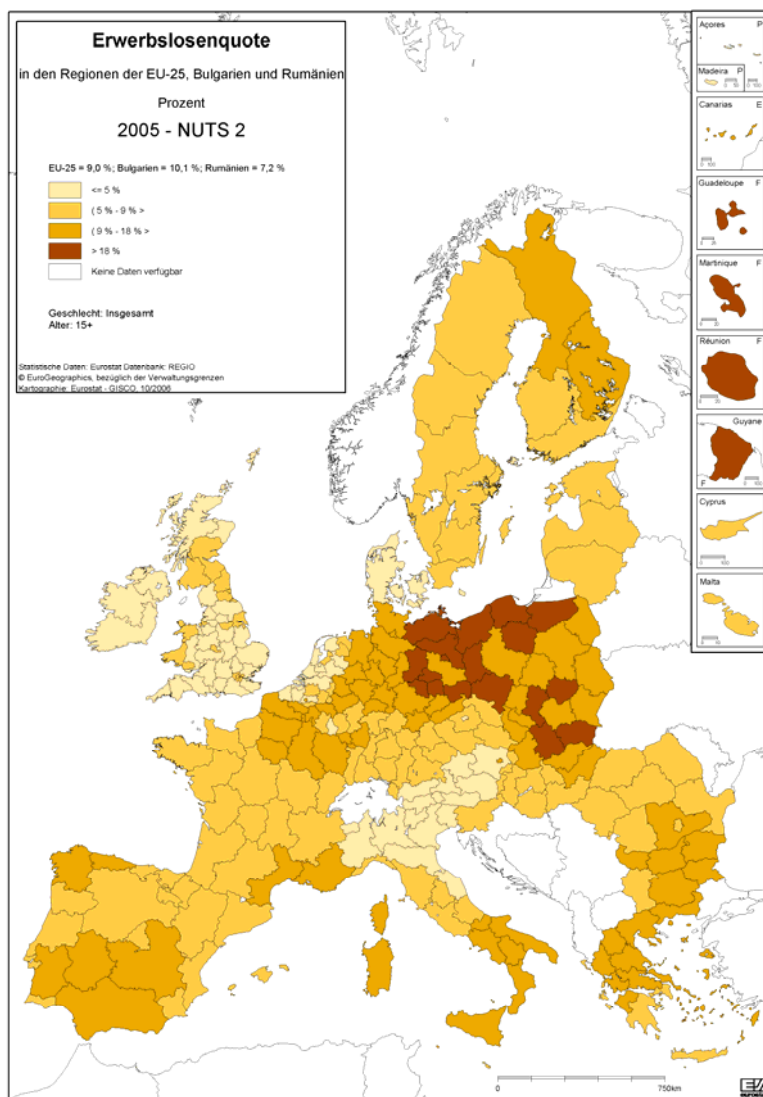 Erwerbslosenquote
in den Regionen der EU-25, Bulgarien und Rumänien
Prozent
2005 - NUTS 2
EU-25 = 9,0 %; Bulgarien = 10,1 %; Rumänien = 7,2 %
<= 5 %
( 5 % - 9 % >
( 9 % - 18 % >
> 18 %
Keine Daten verfügbar
Geschlecht: Insgesamt
Alter: 15+
Statistische Daten: Eurostat Datenbank: REGIO
© EuroGeographics, bezüglich der Verwaltungsgrenzen
Kartographie: Eurostat - GISCO, 10/2006
Açores P
Madeira P
Canarias E
Guadeloupe F
Martinique F
Réunion F
Guyane
F
Cyprus
Malta
0 750km